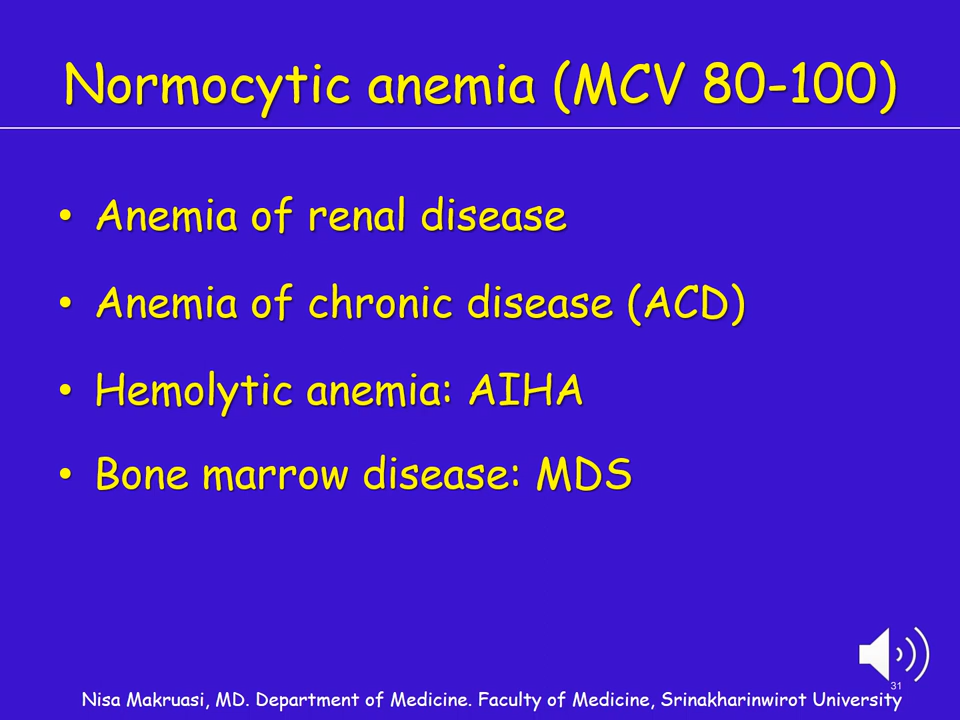 Normocytic anemia (MCV 80-100)
• Anemia of renal disease
• Anemia of chronic disease (ACD)
• Hemolytic anemia: AIHA
• Bone marrow disease: MDS
31
Nisa Makruasi, MD. Department of Medicine. Faculty of Medicine, Srinakharinwirot University